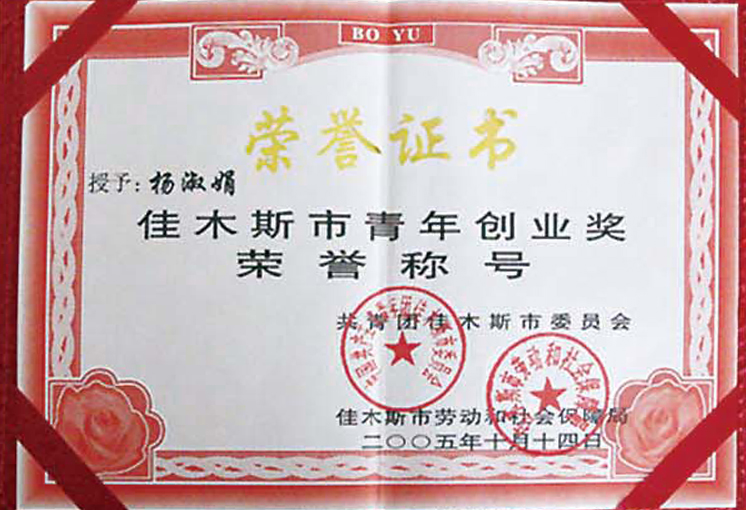 BO YU
荣誉证书
授予：杨淑娟
佳木斯市青年创业奖
荣誉称号
共青团佳木斯市委员会
佳木斯市劳动和社会保障局
二〇〇五年十月十四日